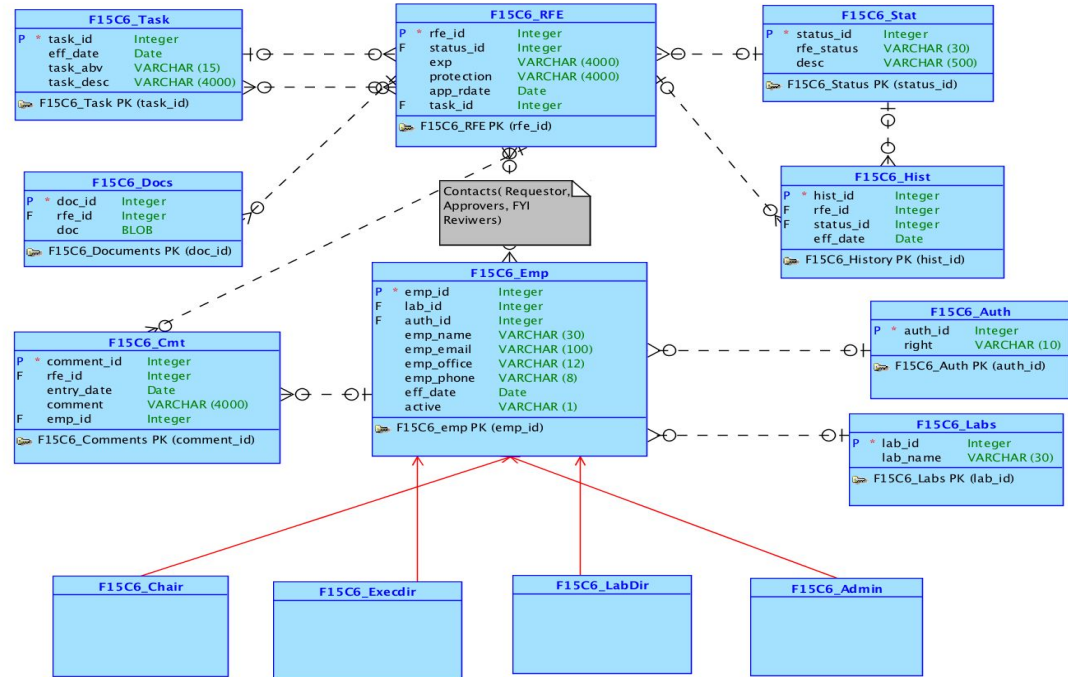 F15C6_Task
P * task_id Integer
eff_date Date
task_abv VARCHAR (15)
task_desc VARCHAR (4000)
F15C6_Task PK (task_id)
F15C6_RFE
P * rfe_id Integer
F status_id Integer
exp VARCHAR (4000)
protection VARCHAR (4000)
app_rdate Date
F task_id Integer
F15C6_RFE PK (rfe_id)
F15C6_Stat
P * status_id Integer
rfe_status VARCHAR (30)
desc VARCHAR (500)
F15C6_Status PK (status_id)
F15C6_Docs
P * doc_id Integer
F rfe_id Integer
doc BLOB
F15C6_Documents PK (doc_id)
Contacts( Requestor,
Approvers, FYI
Reviwers)
F15C6_Hist
P * hist_id Integer
F rfe_id Integer
F status_id Integer
eff_date Date
F15C6_History PK (hist_id)
F15C6_Emp
P * emp_id Integer
F lab_id Integer
F auth_id Integer
emp_name VARCHAR (30)
emp_email VARCHAR (100)
emp_office VARCHAR (12)
emp_phone VARCHAR (8)
eff_date Date
active VARCHAR (1)
F15C6_emp PK (emp_id)
F15C6_Auth
P * auth_id Integer
right VARCHAR (10)
F15C6_Auth PK (auth_id)
F15C6_Cmt
P * comment_id Integer
F rfe_id Integer
entry_date Date
comment VARCHAR (4000)
F emp_id Integer
F15C6_Comments PK (comment_id)
F15C6_Labs
P * lab_id Integer
lab_name VARCHAR (30)
F15C6_Labs PK (lab_id)
F15C6_Chair
F15C6_Execdir
F15C6_LabDir
F15C6_Admin